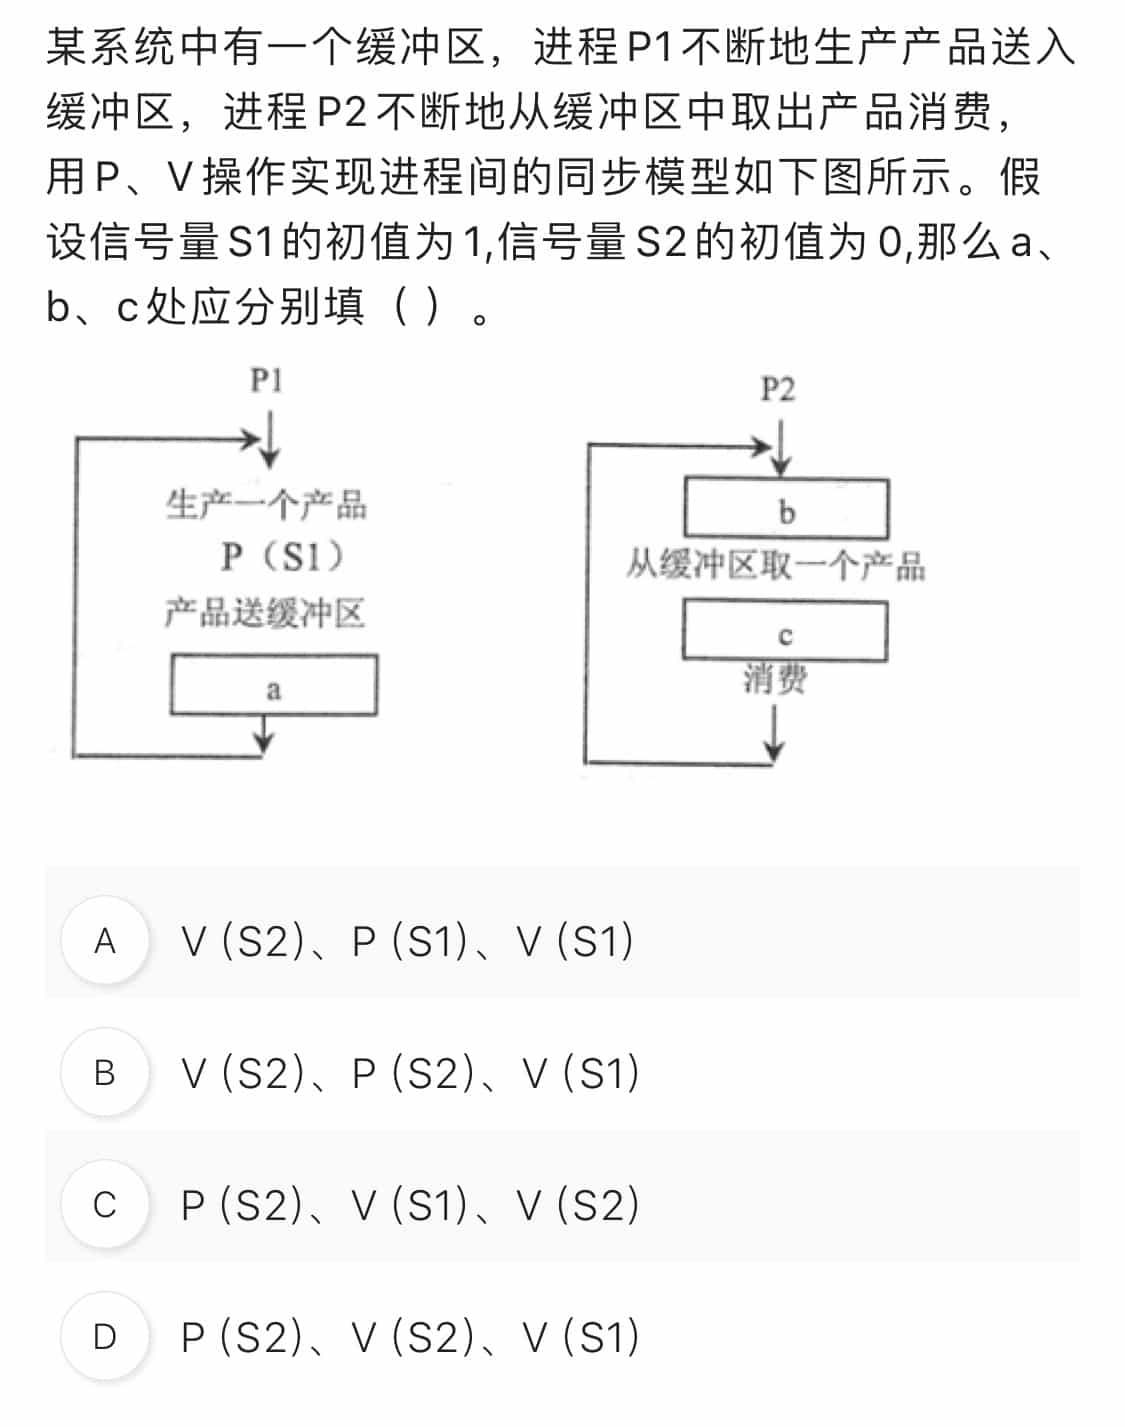 某系统中有一个缓冲区，进程P1不断地生产产品送入
缓冲区，进程P2不断地从缓冲区中取出产品消费，
用P、V操作实现进程间的同步模型如下图所示。假
设信号量S1的初值为1,信号量S2的初值为0,那么a、
b、c处应分别填（ ）。
P1
生产一个产品
P（S1）
产品送缓冲区
a
P2
b
从缓冲区取一个产品
c
消费
A V (S2)、P (S1)、V (S1)
B V (S2)、P (S2)、V (S1)
C P (S2)、V (S1)、V (S2)
D P (S2)、V (S2)、V (S1)